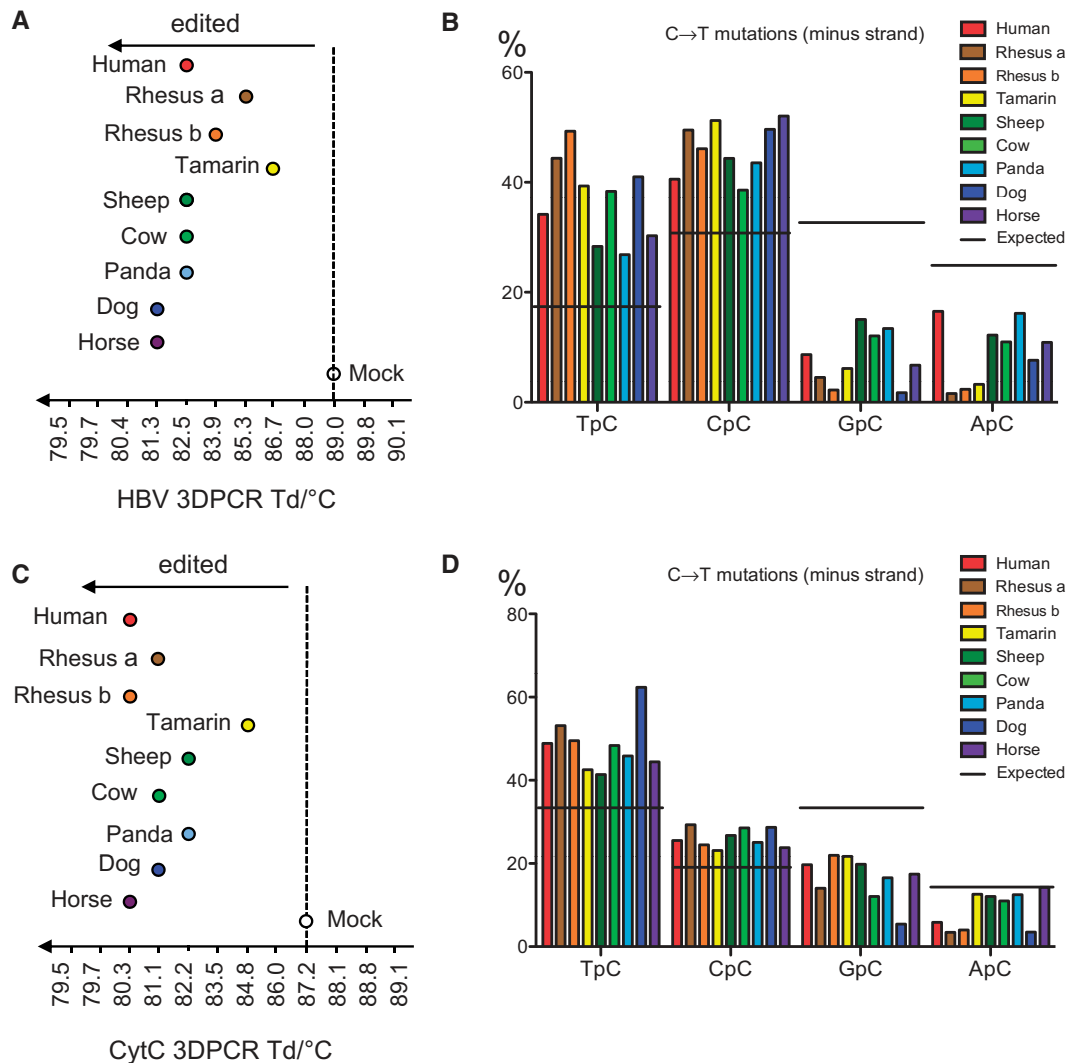 A
edited
Human
Rhesus a
Rhesus b
Tamarin
Sheep
Cow
Panda
Dog
Horse
Mock
79.5 79.7 80.4 81.3 82.5 83.9 85.3 86.7 88.0 89.0 89.8 90.1
HBV 3DPCR Td/°C
B
%
C→T mutations (minus strand)
60
40
20
0
TpC CpC GpC ApC
Human
Rhesus a
Rhesus b
Tamarin
Sheep
Cow
Panda
Dog
Horse
Expected
C
edited
Human
Rhesus a
Rhesus b
Tamarin
Sheep
Cow
Panda
Dog
Horse
Mock
79.5 79.7 80.3 81.1 82.2 83.5 84.8 86.0 87.2 88.1 88.8 89.1
CytC 3DPCR Td/°C
D
%
C→T mutations (minus strand)
80
60
40
20
0
TpC CpC GpC ApC
Human
Rhesus a
Rhesus b
Tamarin
Sheep
Cow
Panda
Dog
Horse
Expected